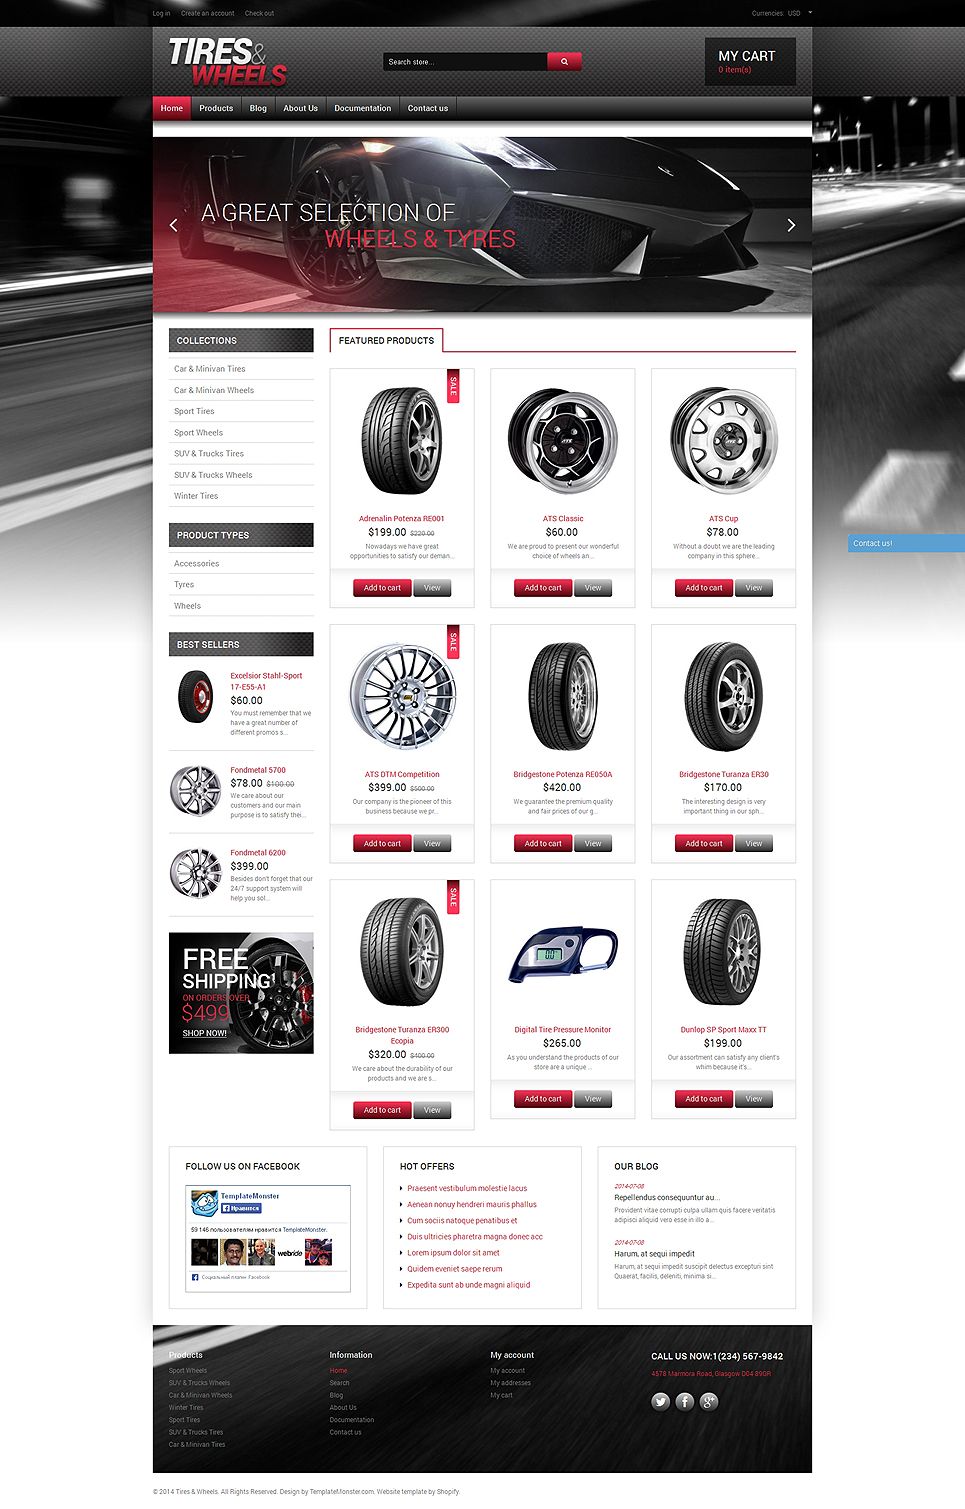 Log in Create an account Check out
Currencies: USD
TIRES&
WHEELS
Search store...
MY CART
0 item(s)
Home Products Blog About Us Documentation Contact us
A GREAT SELECTION OF
WHEELS & TYRES
COLLECTIONS
Car & Minivan Tires
Car & Minivan Wheels
Sport Tires
Sport Wheels
SUV & Trucks Tires
SUV & Trucks Wheels
Winter Tires
PRODUCT TYPES
Accessories
Tyres
Wheels
BEST SELLERS
Excelsior Stahl-Sport
17-E55-A1
$60.00
You must remember that we
have a great number of
different promos s...
Fondmetal 5700
$78.00 $100.00
We care about our
customers and our main
purpose is to satisfy thei...
Fondmetal 6200
$399.00
Besides don't forget that our
24/7 support system will
help you sol...
FREE
SHIPPING
ON ORDERS OVER
$499
SHOP NOW!
FEATURED PRODUCTS
SALE
Adrenalin Potenza RE001
$199.00 $220.00
Nowadays we have great
opportunities to satisfy our deman...
Add to cart View
ATS Classic
$60.00
We are proud to present our wonderful
choice of wheels an...
Add to cart View
ATS Cup
$78.00
Without a doubt we are the leading
company in this sphere...
Add to cart View
Contact us!
SALE
ATS DTM Competition
$399.00 $500.00
Our company is the pioneer of this
business because we pr...
Add to cart View
Bridgestone Potenza RE050A
$420.00
We guarantee the premium quality
and fair prices of our g...
Add to cart View
Bridgestone Turanza ER30
$170.00
The interesting design is very
important thing in our sph...
Add to cart View
SALE
Bridgestone Turanza ER300
Ecopia
$320.00 $400.00
We care about the durability of our
products and we are s...
Add to cart View
Digital Tire Pressure Monitor
$265.00
As you understand the products of our
store are a unique ...
Add to cart View
Dunlop SP Sport Maxx TT
$199.00
Our assortment can satisfy any client's
whim because it's...
Add to cart View
FOLLOW US ON FACEBOOK
TemplateMonster
Нравится
59 146 пользователям нравится TemplateMonster.
webride
Социальный плагин Facebook
HOT OFFERS
Praesent vestibulum molestie lacus
Aenean nonuy hendreri mauris phallus
Cum sociis natoque penatibus et
Duis ultricies pharetra magna donec acc
Lorem ipsum dolor sit amet
Quidem eveniet saepe rerum
Expedita sunt ab unde magni aliquid
OUR BLOG
2014-07-08
Repellendus consequuntur au...
Provident vitae corrupti culpa ullam quis facere veritatis
adipisci aliquid vero esse in illo a...
2014-07-08
Harum, at sequi impedit
Harum, at sequi impedit suscipit delectus excepturi sint
Quaerat, facilis, deleniti, minima si...
Products
Sport Wheels
SUV & Trucks Wheels
Car & Minivan Wheels
Winter Tires
Sport Tires
SUV & Trucks Tires
Car & Minivan Tires
Information
Home
Search
Blog
About Us
Documentation
Contact us
My account
My account
My addresses
My cart
CALL US NOW:1(234) 567-9842
4578 Marmora Road, Glasgow D04 89GR
© 2014 Tires & Wheels. All Rights Reserved. Design by TemplateMonster.com. Website template by Shopify.